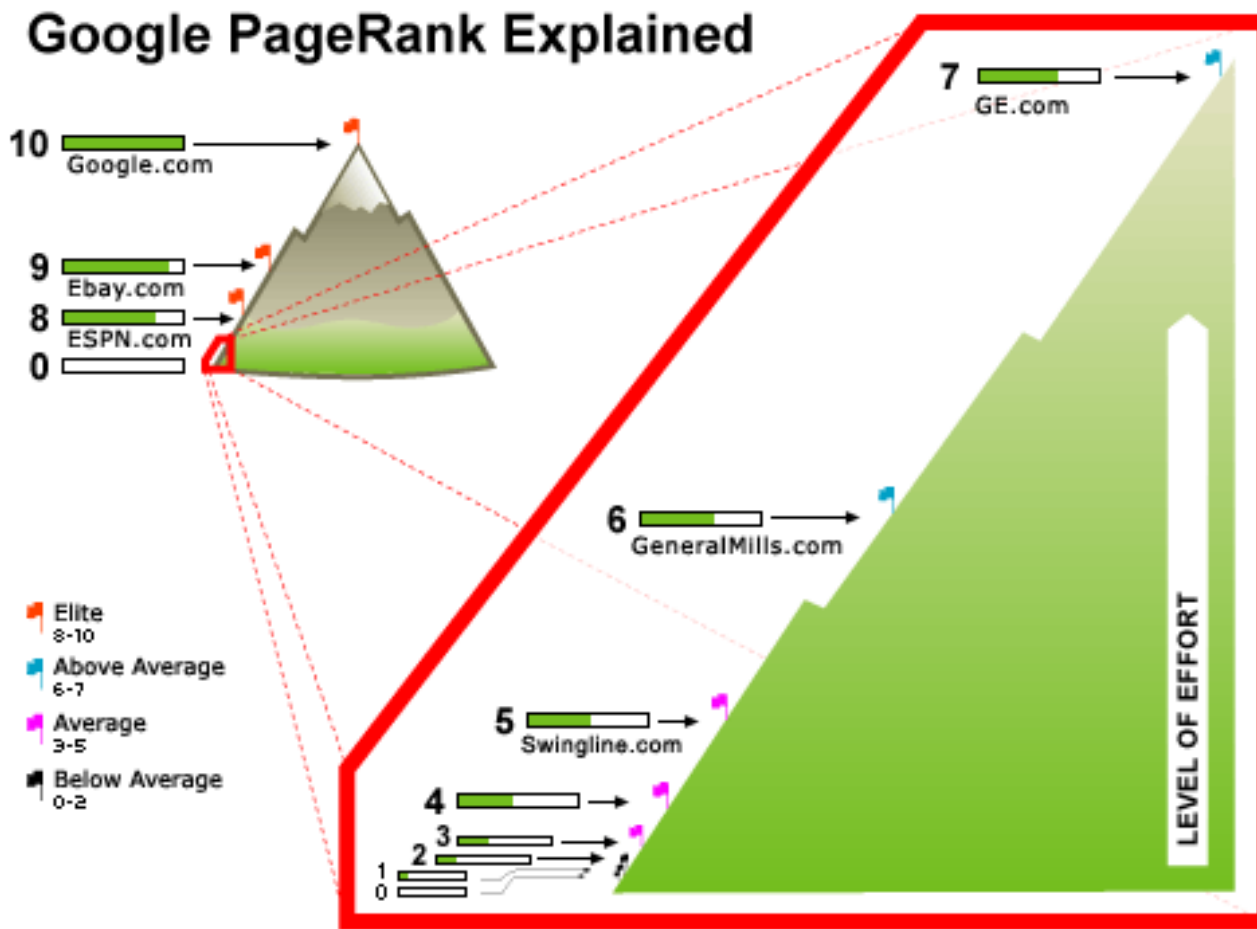 Google PageRank Explained
10
Google.com
9
Ebay.com
8
ESPN.com
0
Elite
8-10
Above Average
6-7
Average
3-5
Below Average
0-2
7
GE.com
6
GeneralMills.com
5
Swingline.com
4
3
2
1
0
LEVEL OF EFFORT